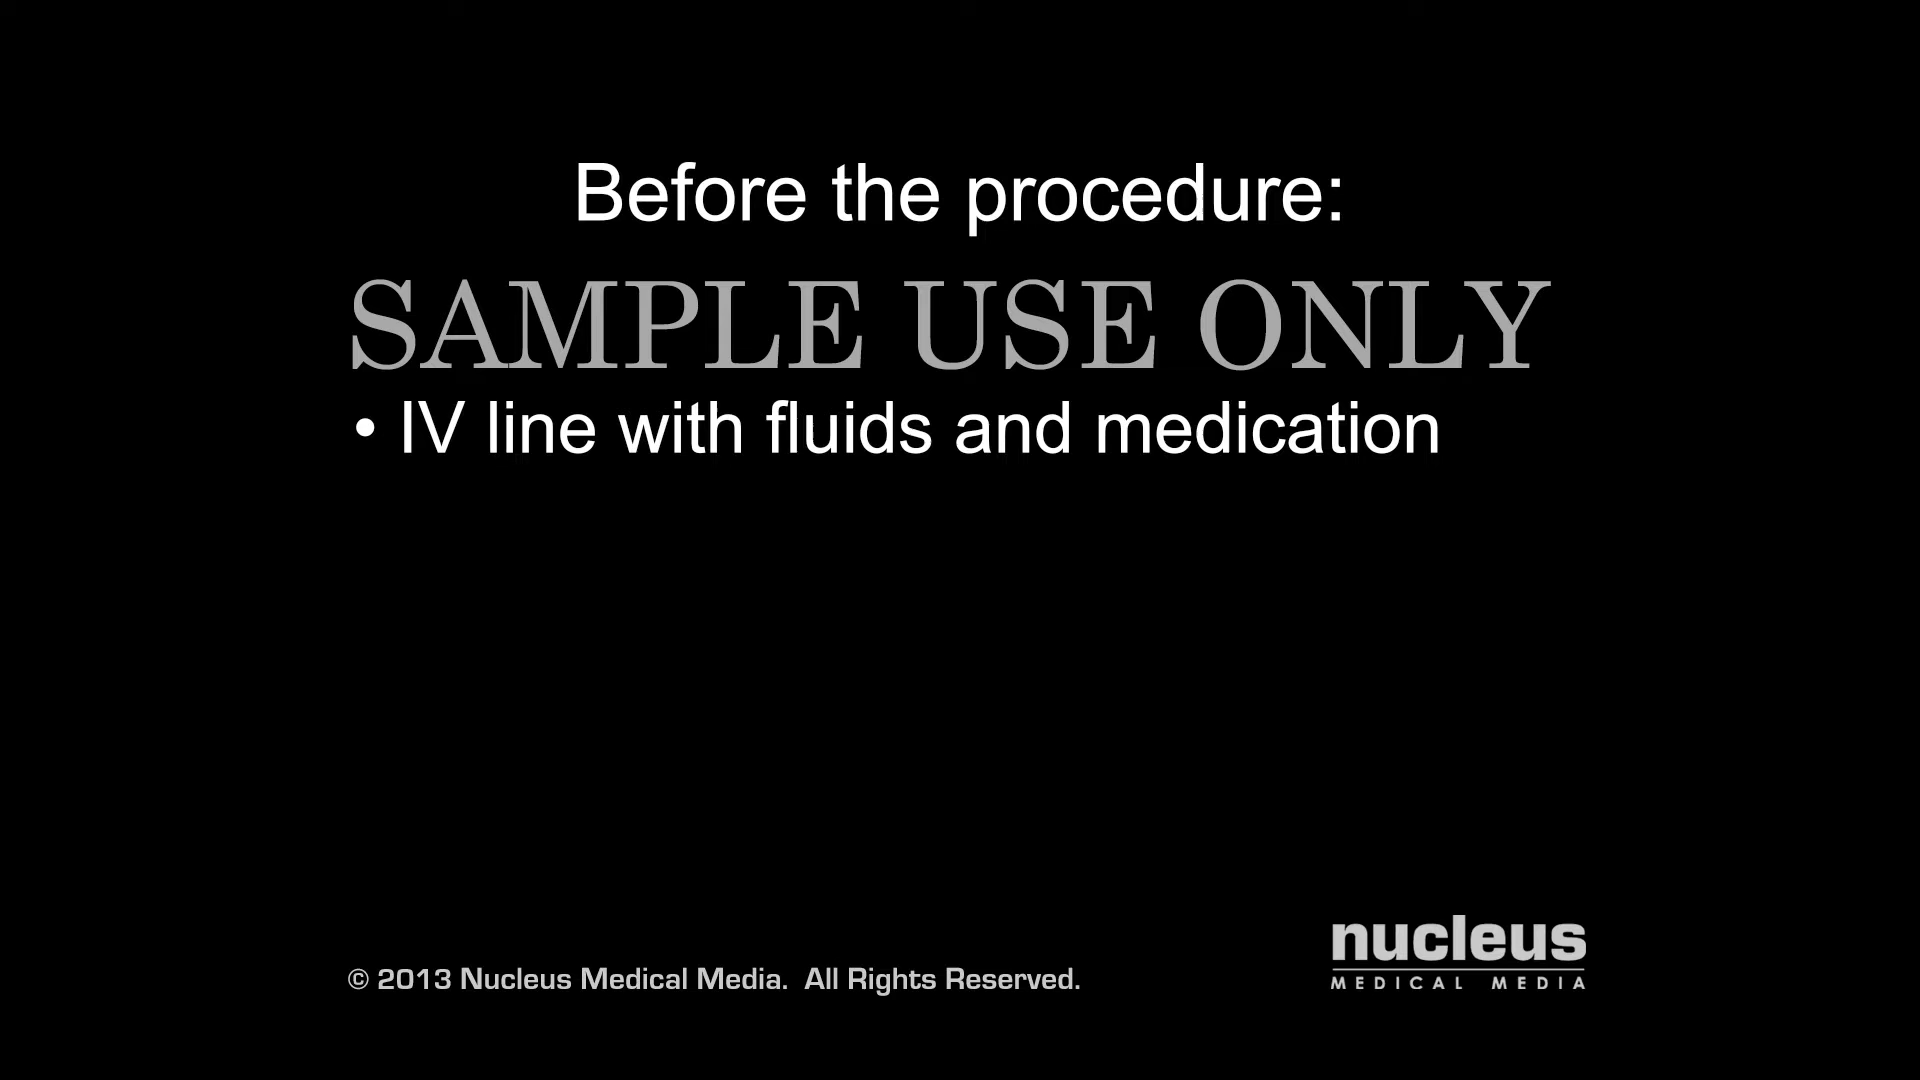 Before the procedure:
SAMPLE USE ONLY
• IV line with fluids and medication
© 2013 Nucleus Medical Media. All Rights Reserved.
nucleus
MEDICAL MEDIA